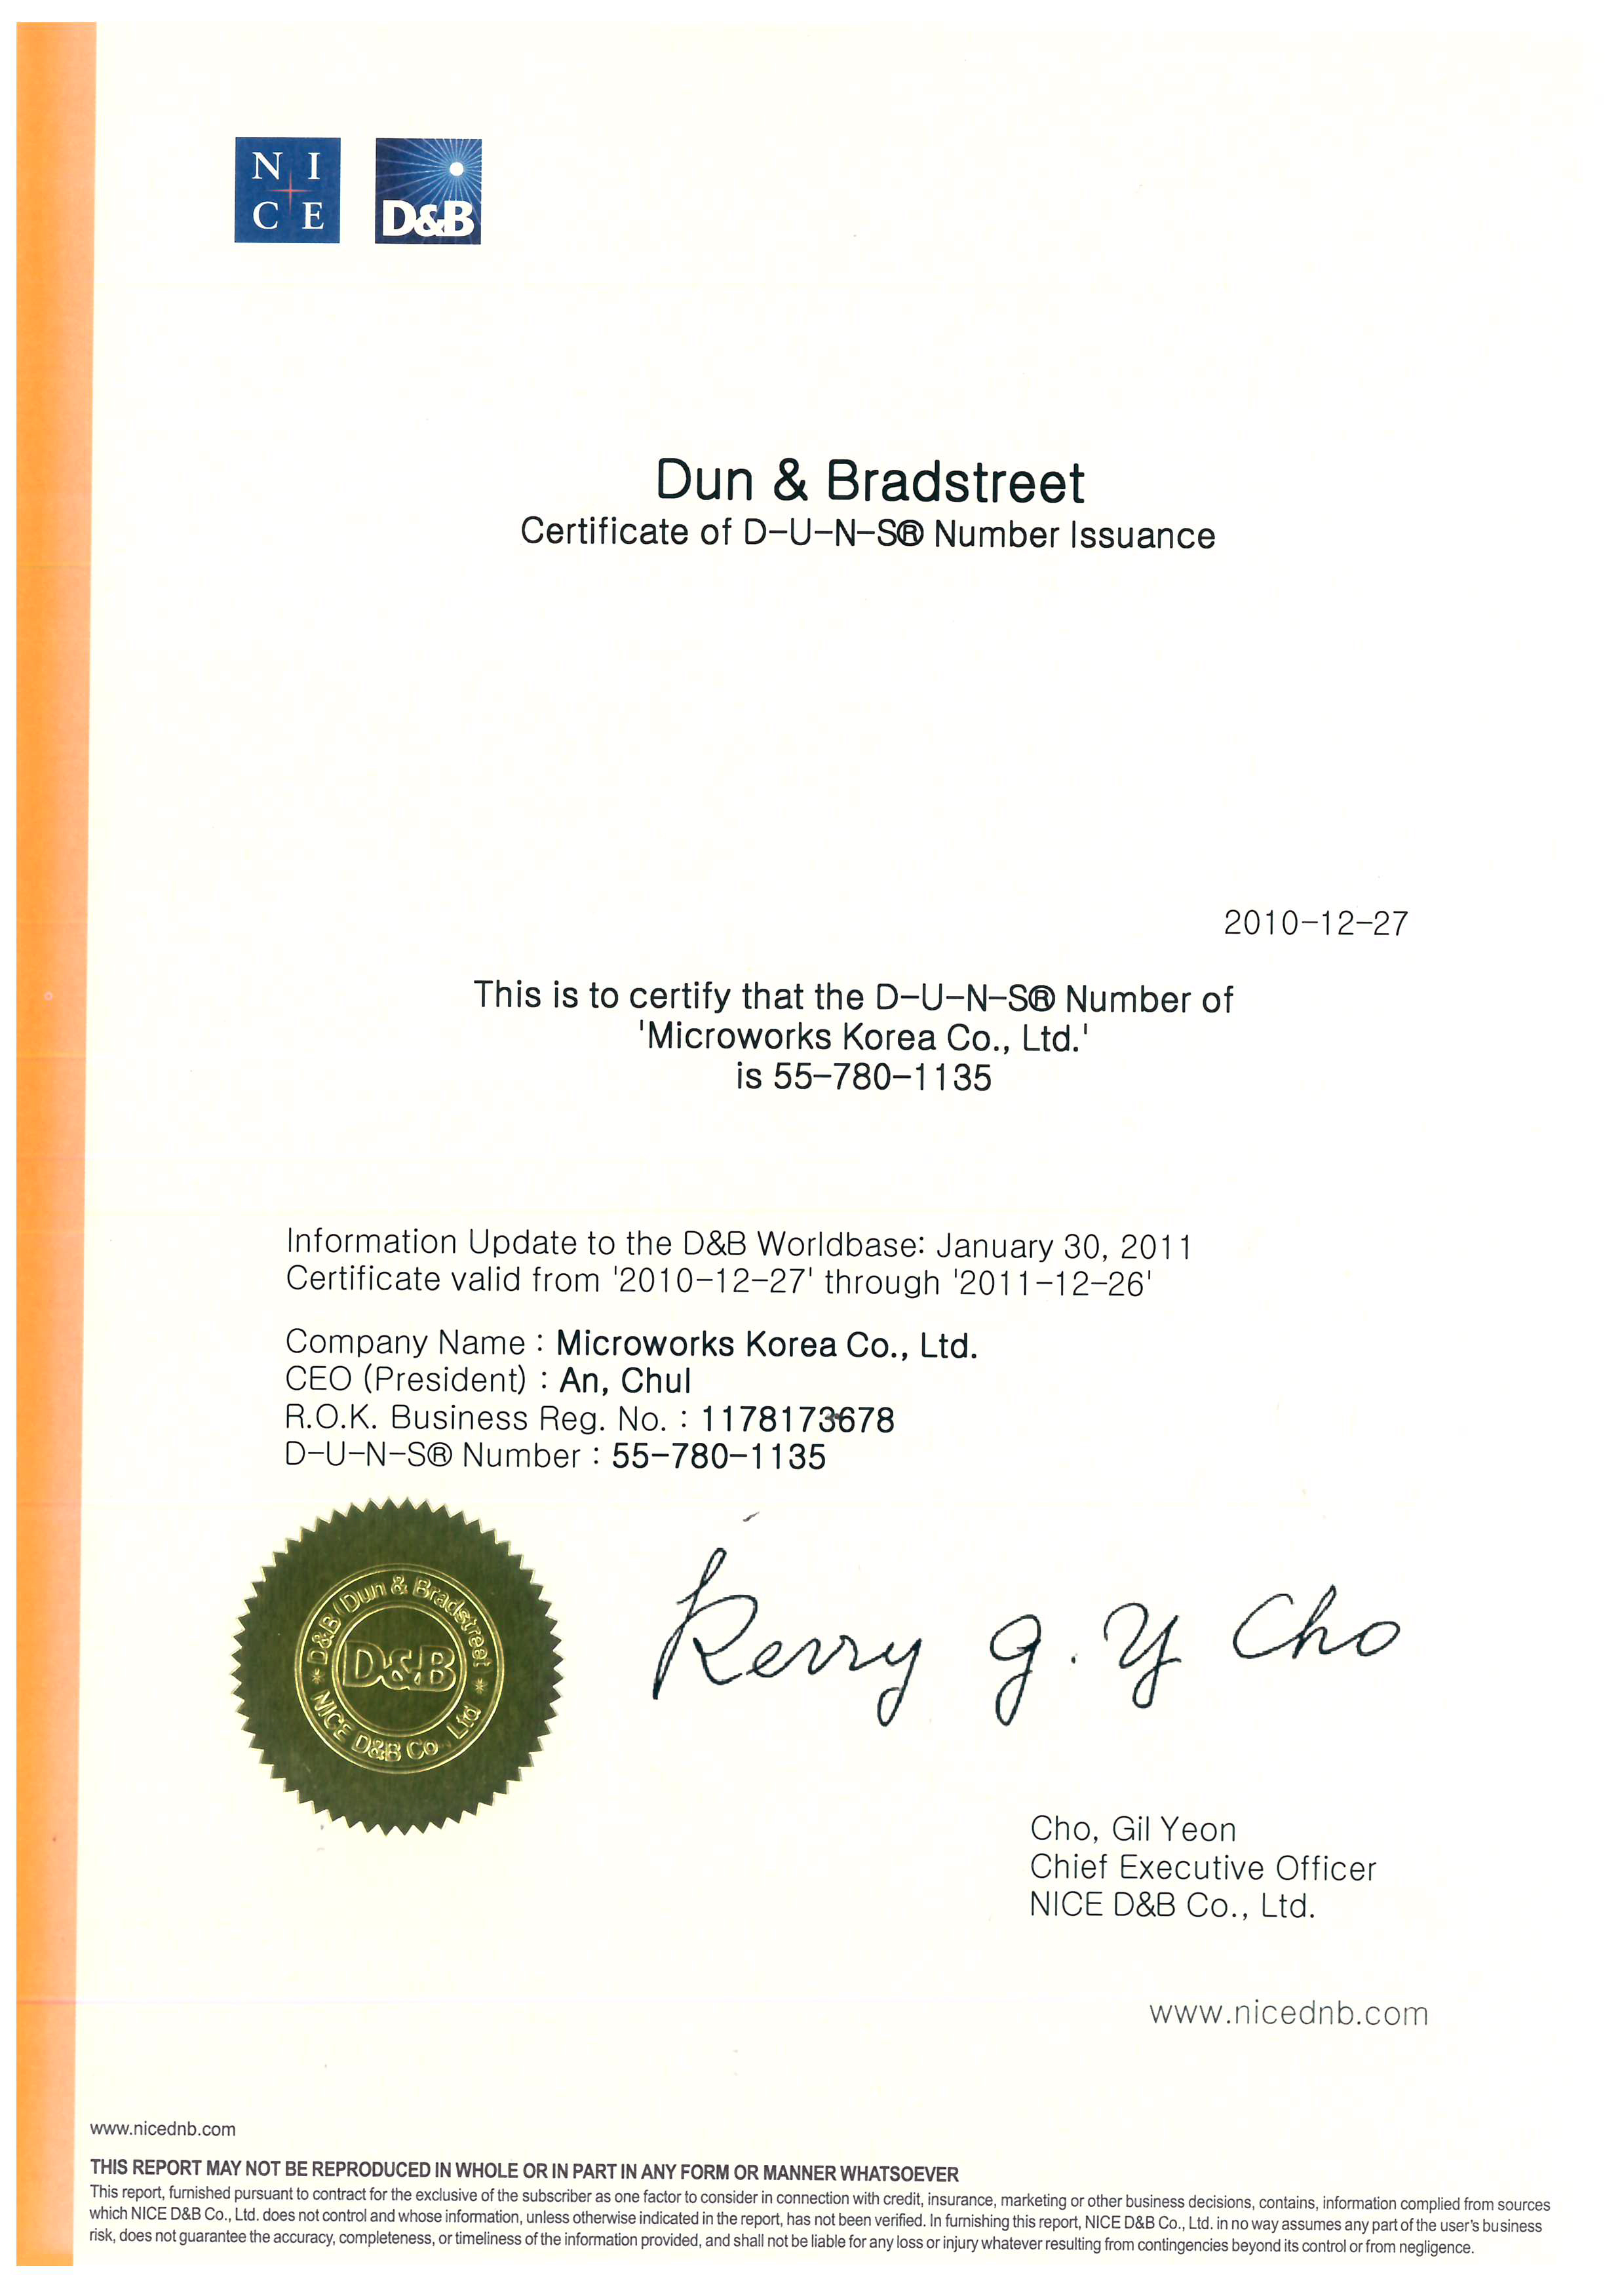 N I
C E
D&B
Dun & Bradstreet
Certificate of D-U-N-S® Number Issuance
2010-12-27
This is to certify that the D-U-N-S® Number of
'Microworks Korea Co., Ltd.'
is 55-780-1135
Information Update to the D&B Worldbase: January 30, 2011
Certificate valid from '2010-12-27' through '2011-12-26'
Company Name : Microworks Korea Co., Ltd.
CEO (President) : An, Chul
R.O.K. Business Reg. No. : 1178173678
D-U-N-S® Number : 55-780-1135
D&B / Dun & Bradstreet
D&B
NICE D&B Co., Ltd
Kerry G. Y Cho
Cho, Gil Yeon
Chief Executive Officer
NICE D&B Co., Ltd.
www.nicednb.com
www.nicednb.com
THIS REPORT MAY NOT BE REPRODUCED IN WHOLE OR IN PART IN ANY FORM OR MANNER WHATSOEVER
This report, furnished pursuant to contract for the exclusive of the subscriber as one factor to consider in connection with credit, insurance, marketing or other business decisions, contains, information complied from sources
which NICE D&B Co., Ltd. does not control and whose information, unless otherwise indicated in the report, has not been verified. In furnishing this report, NICE D&B Co., Ltd. in no way assumes any part of the user's business
risk, does not guarantee the accuracy, completeness, or timeliness of the information provided, and shall not be liable for any loss or injury whatever resulting from contingencies beyond its control or from negligence.